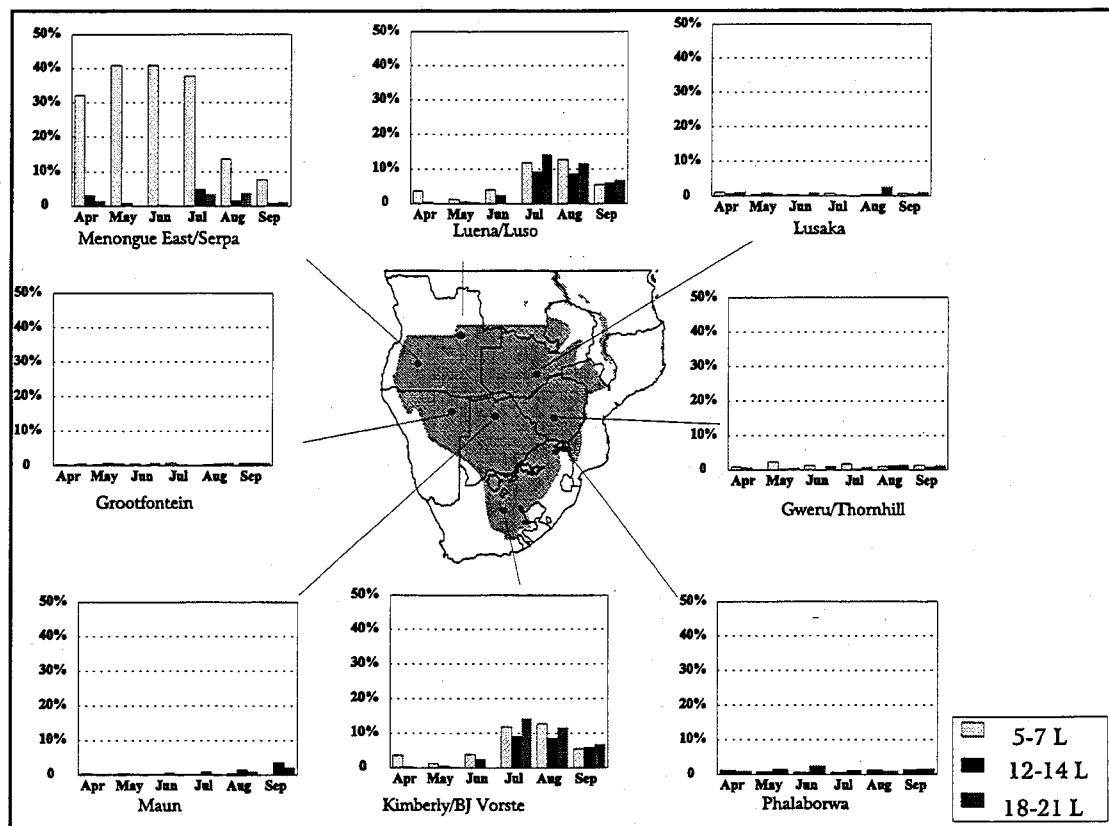 50%
40%
30%
20%
10%
0
Apr May Jun Jul Aug Sep
Menongue East/Serpa
50%
40%
30%
20%
10%
0
Apr May Jun Jul Aug Sep
Luena/Luso
50%
40%
30%
20%
10%
0
Apr May Jun Jul Aug Sep
Lusaka
50%
40%
30%
20%
10%
0
Apr May Jun Jul Aug Sep
Grootfontein
50%
40%
30%
20%
10%
0
Apr May Jun Jul Aug Sep
Gweru/Thornhill
50%
40%
30%
20%
10%
0
Apr May Jun Jul Aug Sep
Maun
50%
40%
30%
20%
10%
0
Apr May Jun Jul Aug Sep
Kimberly/BJ Vorste
50%
40%
30%
20%
10%
0
Apr May Jun Jul Aug Sep
Phalaborwa
5-7 L
12-14 L
18-21 L